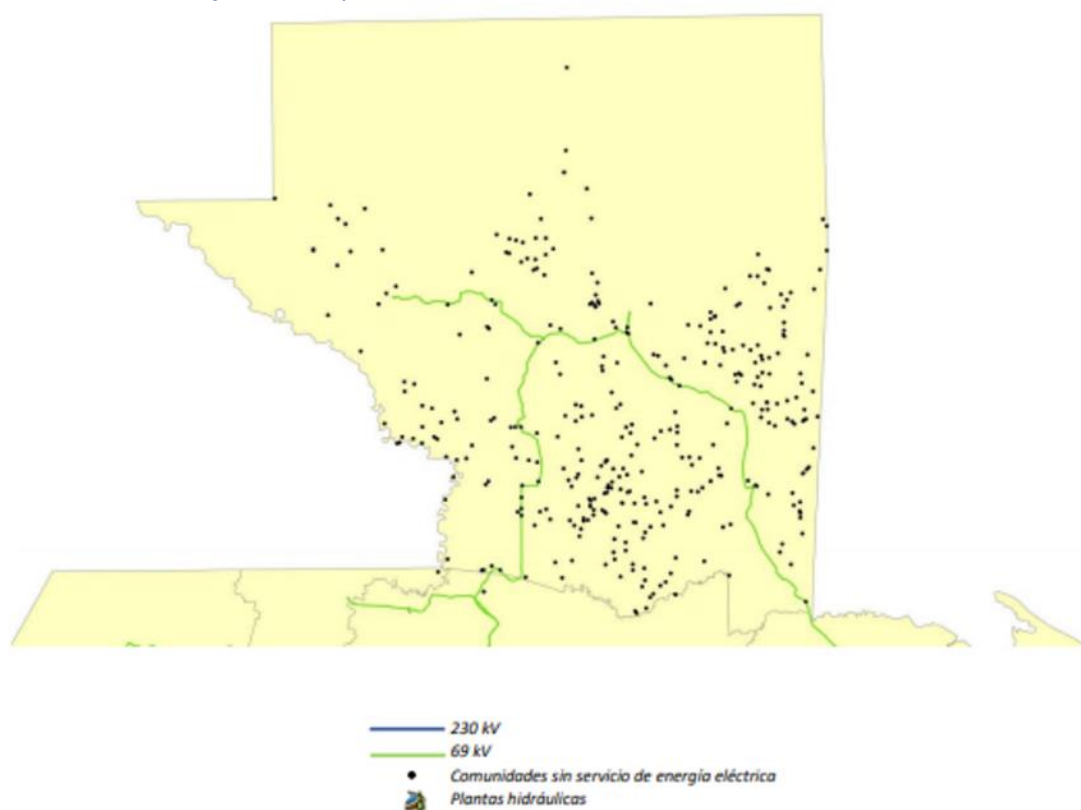 230 kV
69 kV
Comunidades sin servicio de energía eléctrica
Plantas hidráulicas